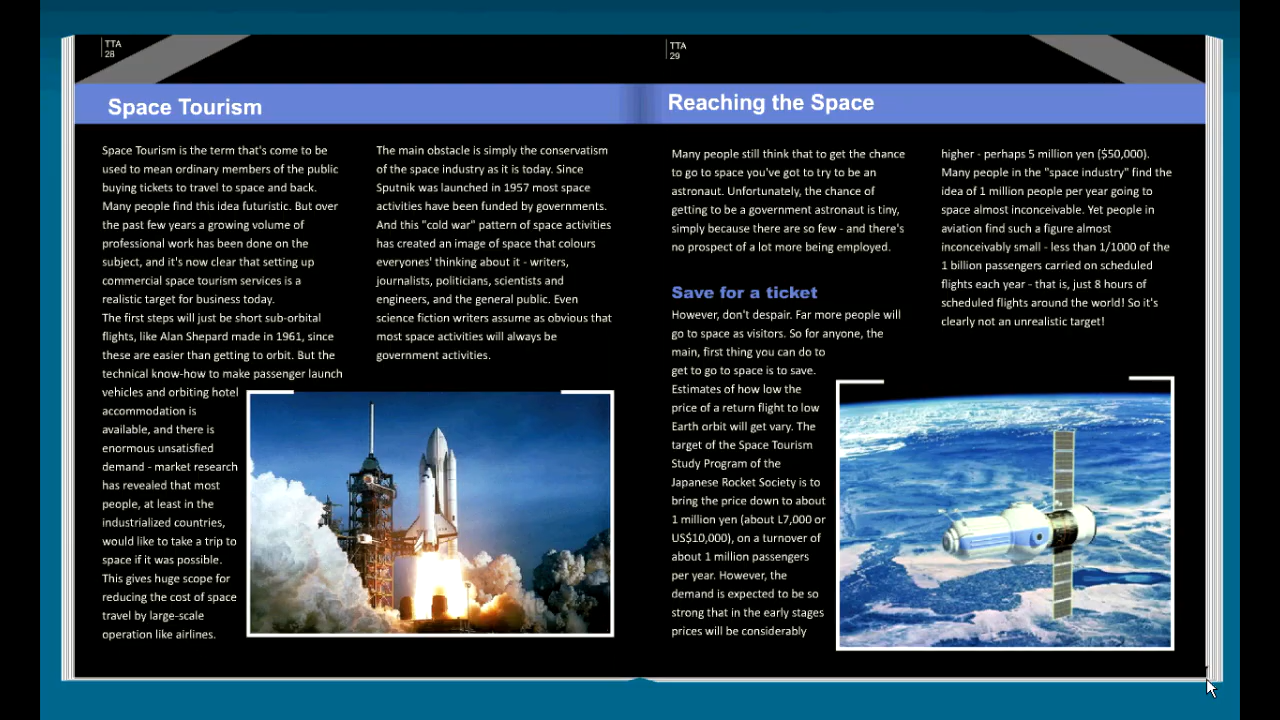 TTA
28
Space Tourism
Space Tourism is the term that's come to be
used to mean ordinary members of the public
buying tickets to travel to space and back.
Many people find this idea futuristic. But over
the past few years a growing volume of
professional work has been done on the
subject, and it's now clear that setting up
commercial space tourism services is a
realistic target for business today.
The first steps will just be short sub-orbital
flights, like Alan Shepard made in 1961, since
these are easier than getting to orbit. But the
technical know-how to make passenger launch
vehicles and orbiting hotel
accommodation is
available, and there is
enormous unsatisfied
demand - market research
has revealed that most
people, at least in the
industrialized countries,
would like to take a trip to
space if it was possible.
This gives huge scope for
reducing the cost of space
travel by large-scale
operation like airlines.
The main obstacle is simply the conservatism
of the space industry as it is today. Since
Sputnik was launched in 1957 most space
activities have been funded by governments.
And this "cold war" pattern of space activities
has created an image of space that colours
everyones' thinking about it - writers,
journalists, politicians, scientists and
engineers, and the general public. Even
science fiction writers assume as obvious that
most space activities will always be
government activities.
TTA
29
Reaching the Space
Many people still think that to get the chance
to go to space you've got to try to be an
astronaut. Unfortunately, the chance of
getting to be a government astronaut is tiny,
simply because there are so few - and there's
no prospect of a lot more being employed.
Save for a ticket
However, don't despair. Far more people will
go to space as visitors. So for anyone, the
main, first thing you can do to
get to go to space is to save.
Estimates of how low the
price of a return flight to low
Earth orbit will get vary. The
target of the Space Tourism
Study Program of the
Japanese Rocket Society is to
bring the price down to about
1 million yen (about L7,000 or
US$10,000), on a turnover of
about 1 million passengers
per year. However, the
demand is expected to be so
strong that in the early stages
prices will be considerably
higher - perhaps 5 million yen ($50,000).
Many people in the "space industry" find the
idea of 1 million people per year going to
space almost inconceivable. Yet people in
aviation find such a figure almost
inconceivably small - less than 1/1000 of the
1 billion passengers carried on scheduled
flights each year - that is, just 8 hours of
scheduled flights around the world! So it's
clearly not an unrealistic target!